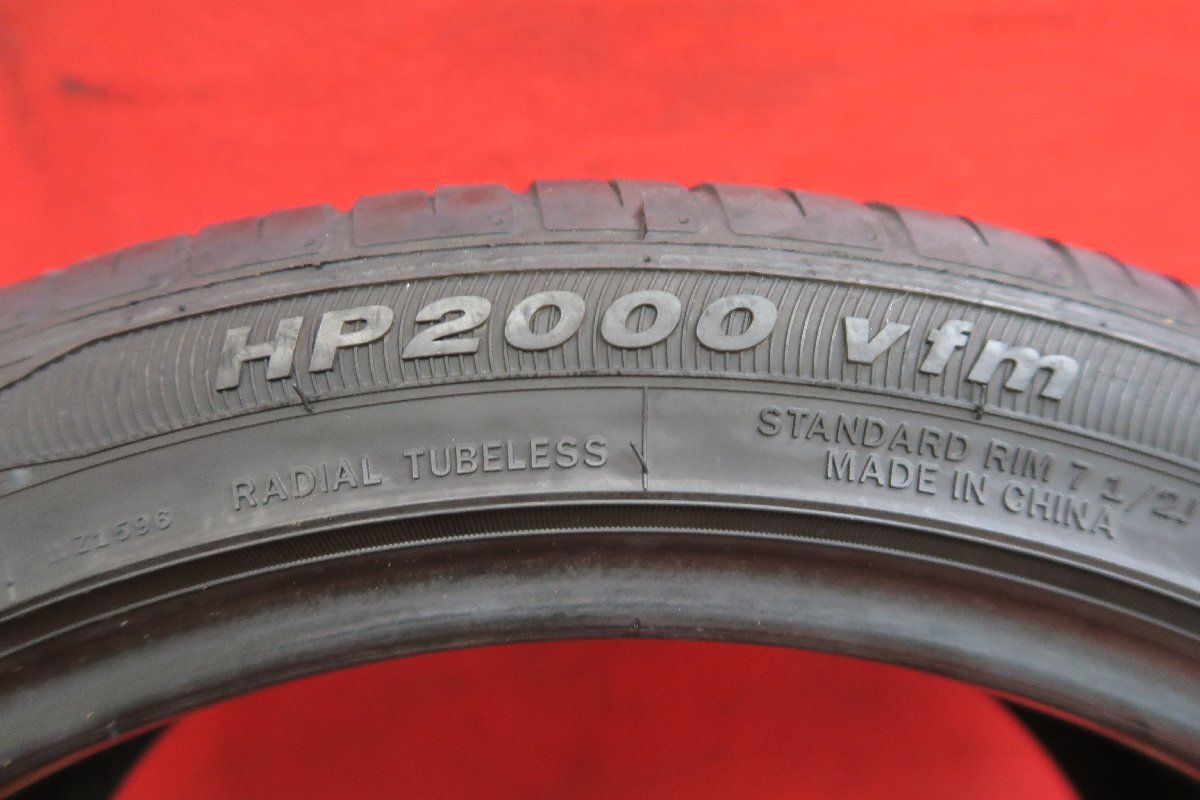 HP2000 vfm
RADIAL TUBELESS
STANDARD RIM 7 1/2
MADE IN CHINA